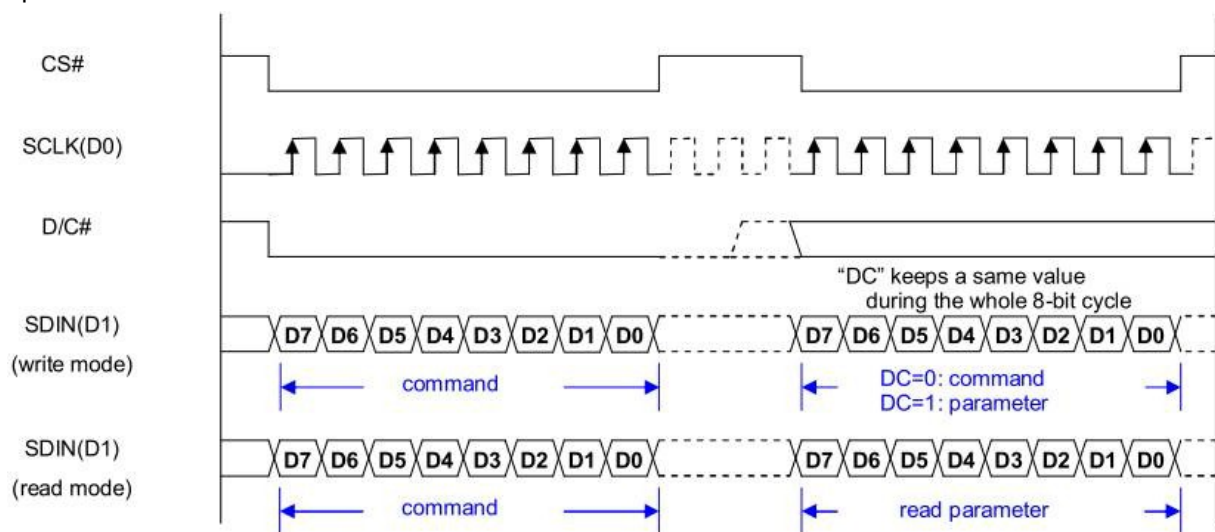 CS#
SCLK(D0)
D/C#
"DC" keeps a same value
during the whole 8-bit cycle
SDIN(D1)
(write mode)
D7 D6 D5 D4 D3 D2 D1 D0
D7 D6 D5 D4 D3 D2 D1 D0
command
DC=0: command
DC=1: parameter
SDIN(D1)
(read mode)
D7 D6 D5 D4 D3 D2 D1 D0
D7 D6 D5 D4 D3 D2 D1 D0
command
read parameter